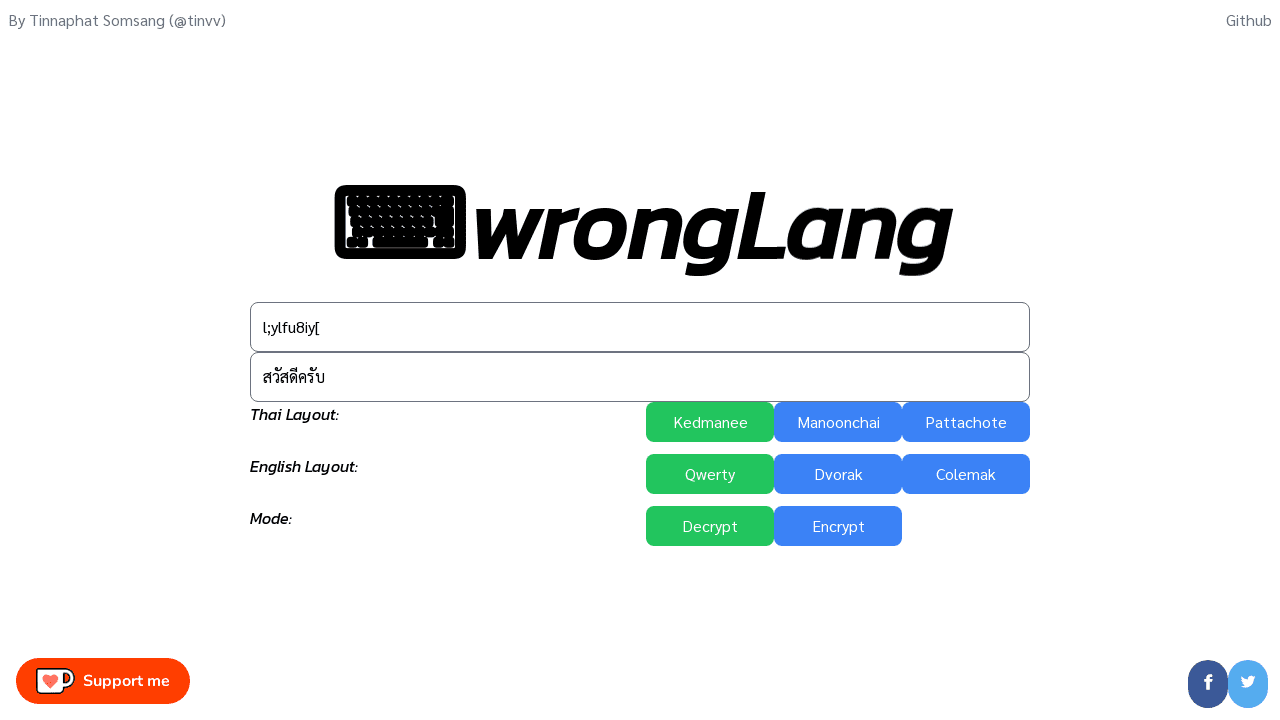 By Tinnaphat Somsang (@tinvv)
Github
wrongLang
l;ylfu8iy[
สวัสดีครับ
Thai Layout:
Kedmanee
Manoonchai
Pattachote
English Layout:
Qwerty
Dvorak
Colemak
Mode:
Decrypt
Encrypt
Support me